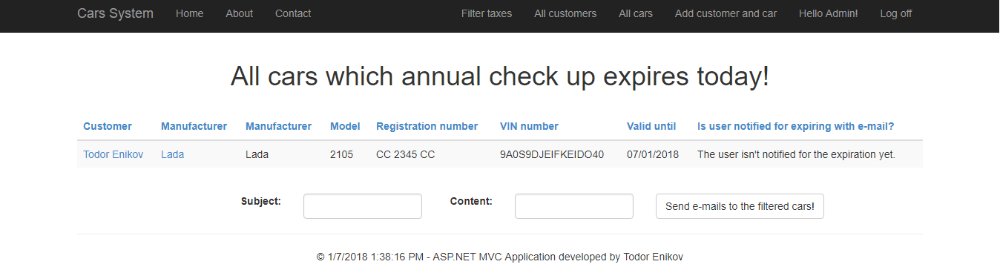 Cars System Home About Contact Filter taxes All customers All cars Add customer and car Hello Admin! Log off
All cars which annual check up expires today!
Customer Manufacturer Manufacturer Model Registration number VIN number Valid until Is user notified for expiring with e-mail?
Todor Enikov Lada Lada 2105 CC 2345 CC 9A0S9DJEIFKEIDO40 07/01/2018 The user isn't notified for the expiration yet.
Subject: Content: Send e-mails to the filtered cars!
© 1/7/2018 1:38:16 PM - ASP.NET MVC Application developed by Todor Enikov